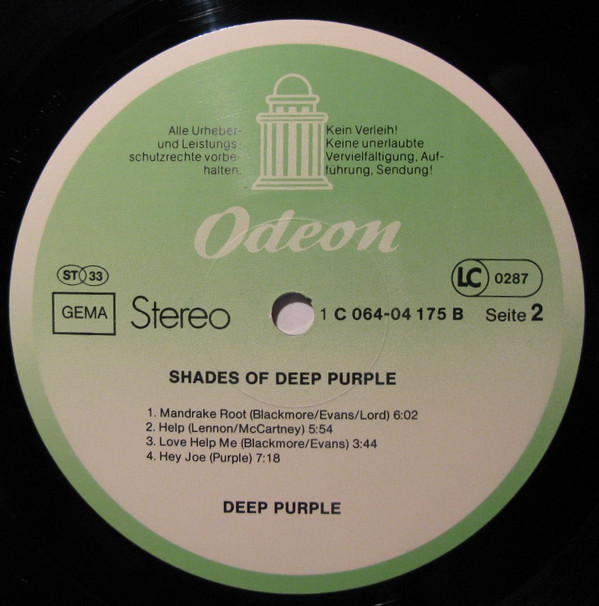 Alle Urheber-
und Leistungs-
schutzrechte vorbe-
halten.
Kein Verleih!
Keine unerlaubte
Vervielfältigung, Auf-
führung, Sendung!
Odeon
ST 33
LC 0287
GEMA
Stereo
1 C 064-04 175 B
Seite 2
SHADES OF DEEP PURPLE
1. Mandrake Root (Blackmore/Evans/Lord) 6:02
2. Help (Lennon/McCartney) 5:54
3. Love Help Me (Blackmore/Evans) 3:44
4. Hey Joe (Purple) 7:18
DEEP PURPLE